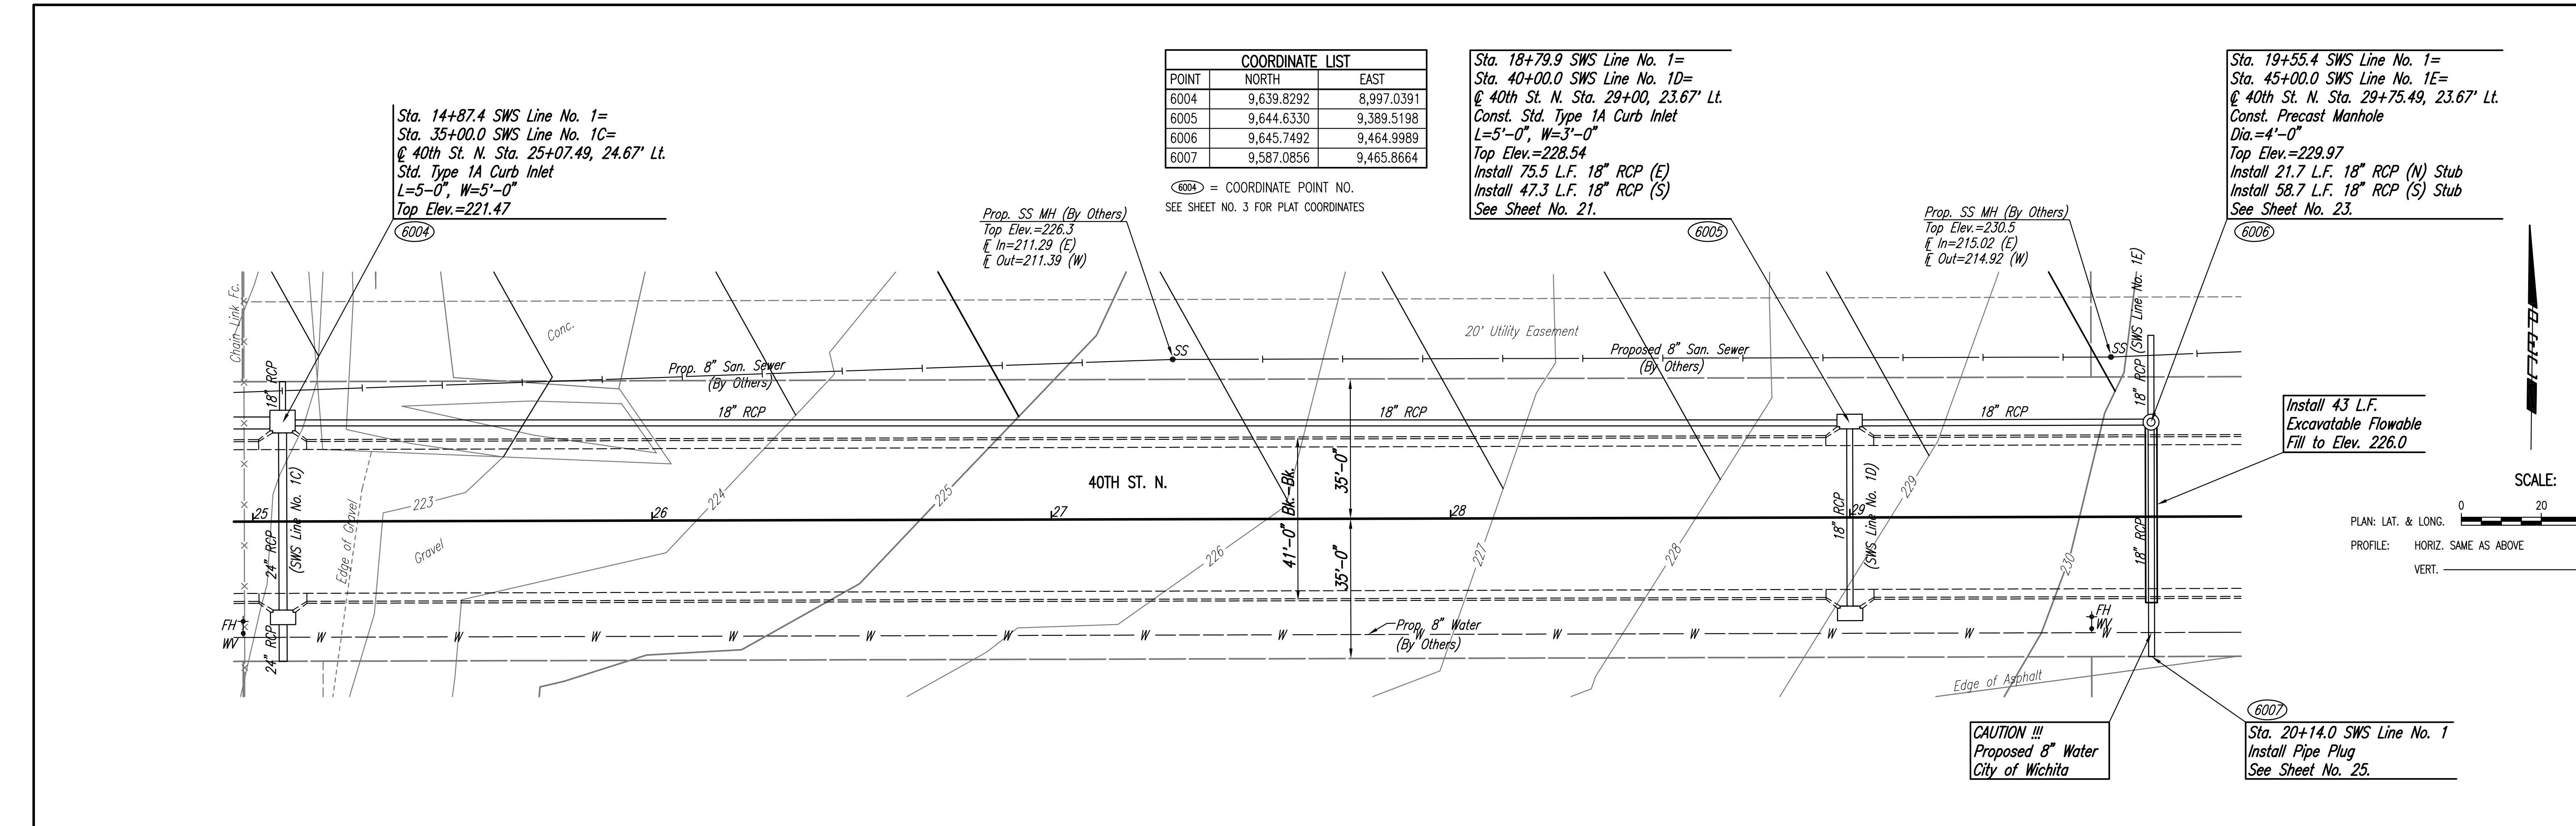 COORDINATE LIST
POINT NORTH EAST
6004 9,639.8292 8,997.0391
6005 9,644.6330 9,389.5198
6006 9,645.7492 9,464.9989
6007 9,587.0856 9,465.8664
6004 = COORDINATE POINT NO.
SEE SHEET NO. 3 FOR PLAT COORDINATES
Sta. 14+87.4 SWS Line No. 1=
Sta. 35+00.0 SWS Line No. 1C=
℄ 40th St. N. Sta. 25+07.49, 24.67' Lt.
Std. Type 1A Curb Inlet
L=5-0", W=5'-0"
Top Elev.=221.47
6004
Prop. SS MH (By Others)
Top Elev.=226.3
FL In=211.29 (E)
FL Out=211.39 (W)
Sta. 18+79.9 SWS Line No. 1=
Sta. 40+00.0 SWS Line No. 1D=
℄ 40th St. N. Sta. 29+00, 23.67' Lt.
Const. Std. Type 1A Curb Inlet
L=5'-0", W=3'-0"
Top Elev.=228.54
Install 75.5 L.F. 18" RCP (E)
Install 47.3 L.F. 18" RCP (S)
See Sheet No. 21.
6005
Prop. SS MH (By Others)
Top Elev.=230.5
FL In=215.02 (E)
FL Out=214.92 (W)
Sta. 19+55.4 SWS Line No. 1=
Sta. 45+00.0 SWS Line No. 1E=
℄ 40th St. N. Sta. 29+75.49, 23.67' Lt.
Const. Precast Manhole
Dia.=4'-0"
Top Elev.=229.97
Install 21.7 L.F. 18" RCP (N) Stub
Install 58.7 L.F. 18" RCP (S) Stub
See Sheet No. 23.
6006
Chain Link Fc.
Conc.
20' Utility Easement
SS
SS
Prop. 8" San. Sewer
(By Others)
Proposed 8" San. Sewer
(By Others)
18" RCP
18" RCP
18" RCP
18" RCP
18" RCP (SWS Line No. 1E)
Install 43 L.F.
Excavatable Flowable
Fill to Elev. 226.0
40TH ST. N.
41'-0" Bk.-Bk.
35'-0"
35'-0"
223
224
225
226
227
228
229
230
25
26
27
28
29
24" RCP
(SWS Line No. 1C)
Edge of Gravel
Gravel
18" RCP
(SWS Line No. 1D)
18" RCP
24" RCP
FH
WV
FH
WV
W W W W W W W W W W W W W W
Prop. 8" Water
(By Others)
Edge of Asphalt
SCALE:
0 20
PLAN: LAT. & LONG.
PROFILE: HORIZ. SAME AS ABOVE
VERT.
CAUTION !!!
Proposed 8" Water
City of Wichita
6007
Sta. 20+14.0 SWS Line No. 1
Install Pipe Plug
See Sheet No. 25.